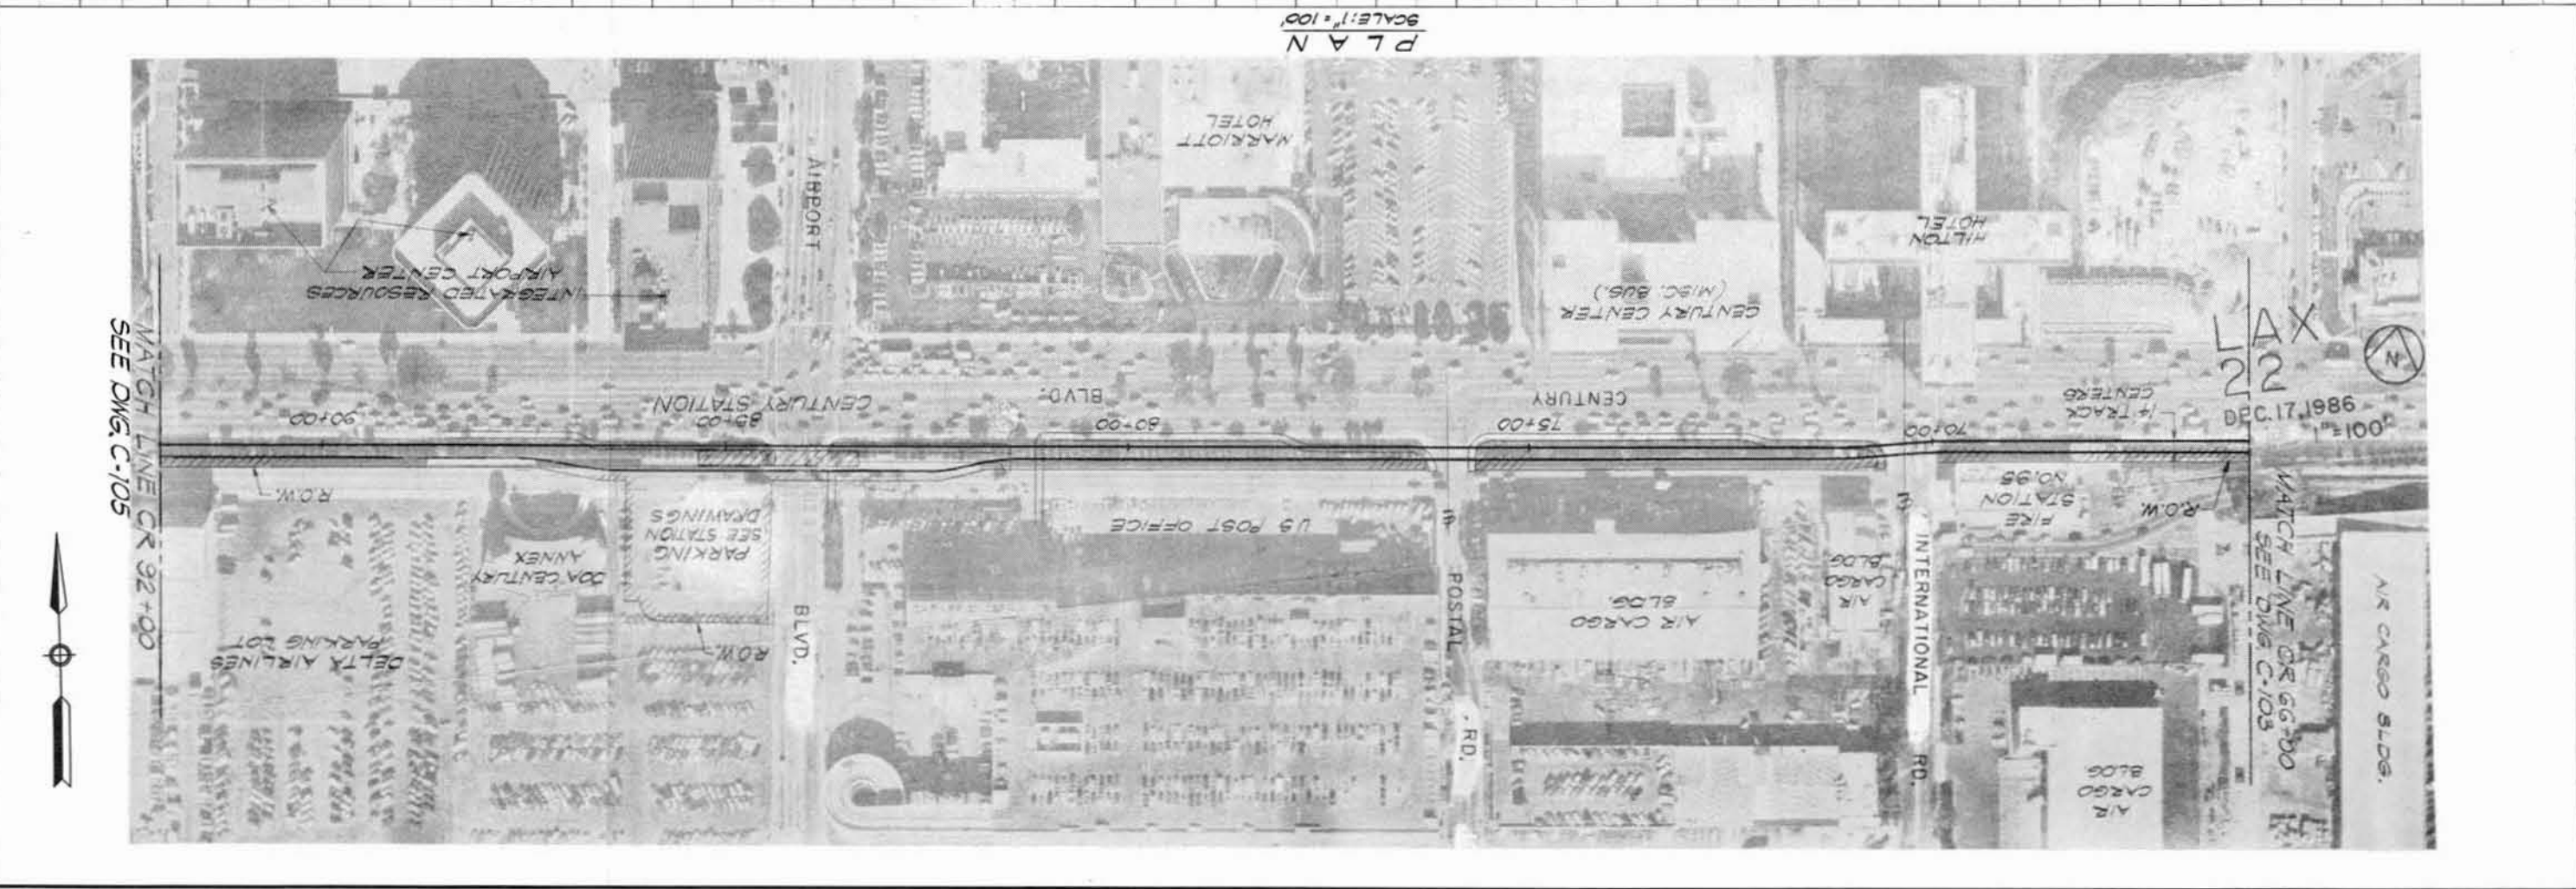 PLAN
SCALE: 1" = 100'
AIRPORT
MARRIOTT
HOTEL
HILTON
HOTEL
INTEGRATED RESOURCES
AIRPORT CENTER
CENTURY CENTER
(MISC. BUS.)
LAX
22
DEC. 17, 1986
1"=100'
N
MATCH LINE CR 92+00
SEE DWG. C-105
CENTURY STATION
BLVD.
CENTURY
14' TRACK
CENTERS
90+00
85+00
80+00
75+00
70+00
R.O.W.
DOA CENTURY
ANNEX
PARKING
SEE STATION
DRAWINGS
U.S. POST OFFICE
FIRE
STATION
NO. 95
R.O.W.
MATCH LINE CR 66+00
SEE DWG C-103
DELTA AIRLINES
PARKING LOT
R.O.W.
BLVD.
POSTAL
RD.
AIR CARGO
BLDG.
AIR
CARGO
BLDG
INTERNATIONAL
RD.
AIR
CARGO
BLDG
AIR CARGO BLDG.